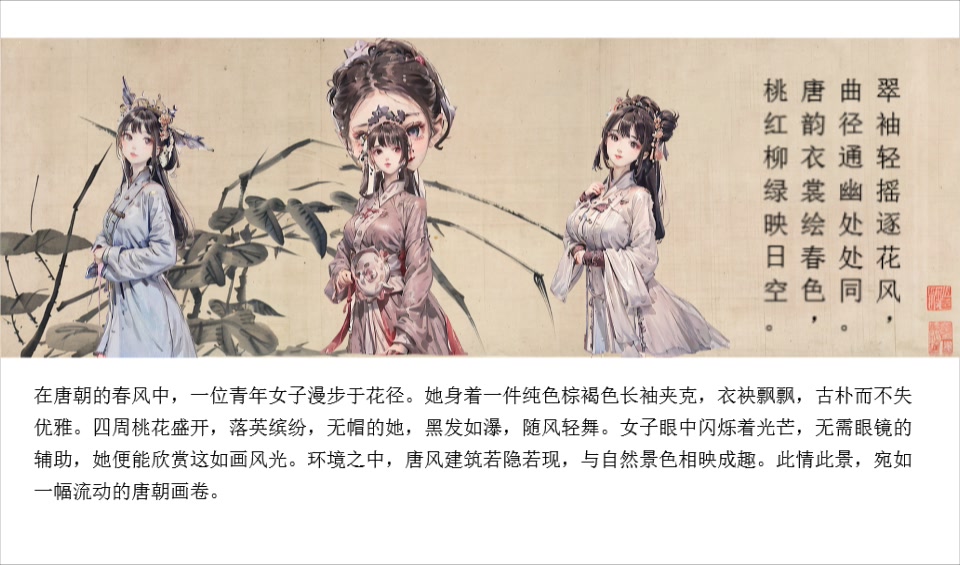 翠袖轻摇逐花风，
曲径通幽处处同。
唐韵衣裳绘春色，
桃红柳绿映日空。
在唐朝的春风中，一位青年女子漫步于花径。她身着一件纯色棕褐色长袖夹克，衣袂飘飘，古朴而不失
优雅。四周桃花盛开，落英缤纷，无帽的她，黑发如瀑，随风轻舞。女子眼中闪烁着光芒，无需眼镜的
辅助，她便能欣赏这如画风光。环境之中，唐风建筑若隐若现，与自然景色相映成趣。此情此景，宛如
一幅流动的唐朝画卷。